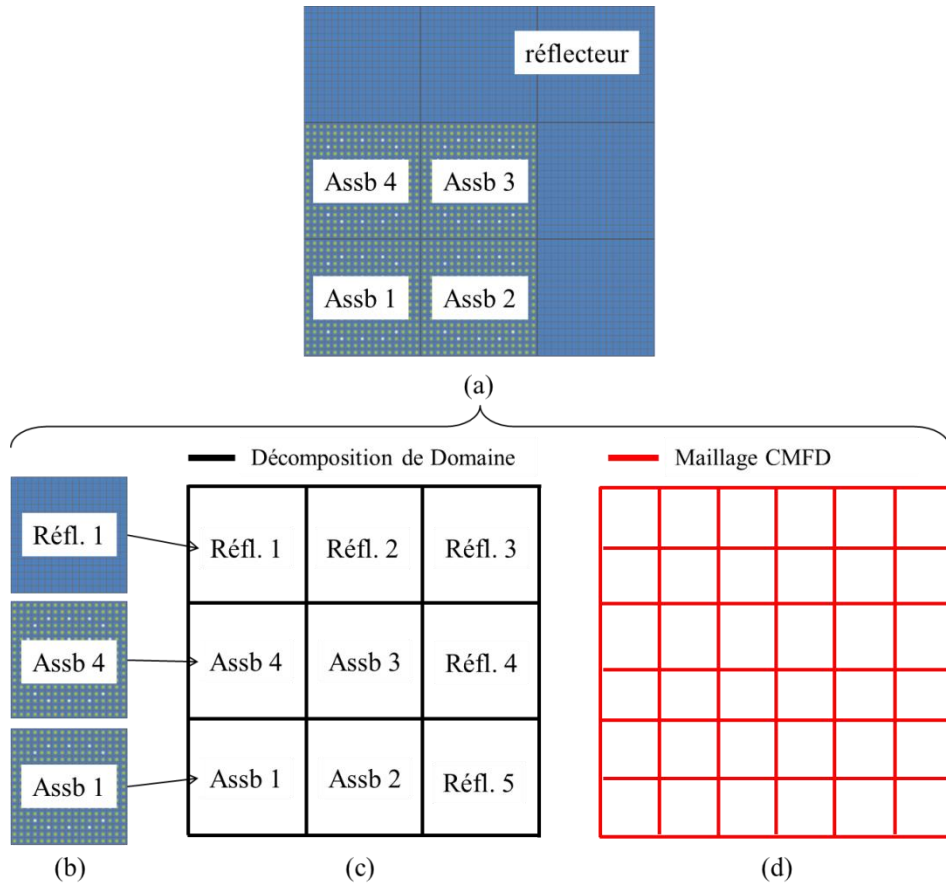 réflecteur
Assb 4
Assb 3
Assb 1
Assb 2
(a)
Décomposition de Domaine
Maillage CMFD
Réfl. 1
Assb 4
Assb 1
Réfl. 1
Réfl. 2
Réfl. 3
Assb 4
Assb 3
Réfl. 4
Assb 1
Assb 2
Réfl. 5
(b)
(c)
(d)